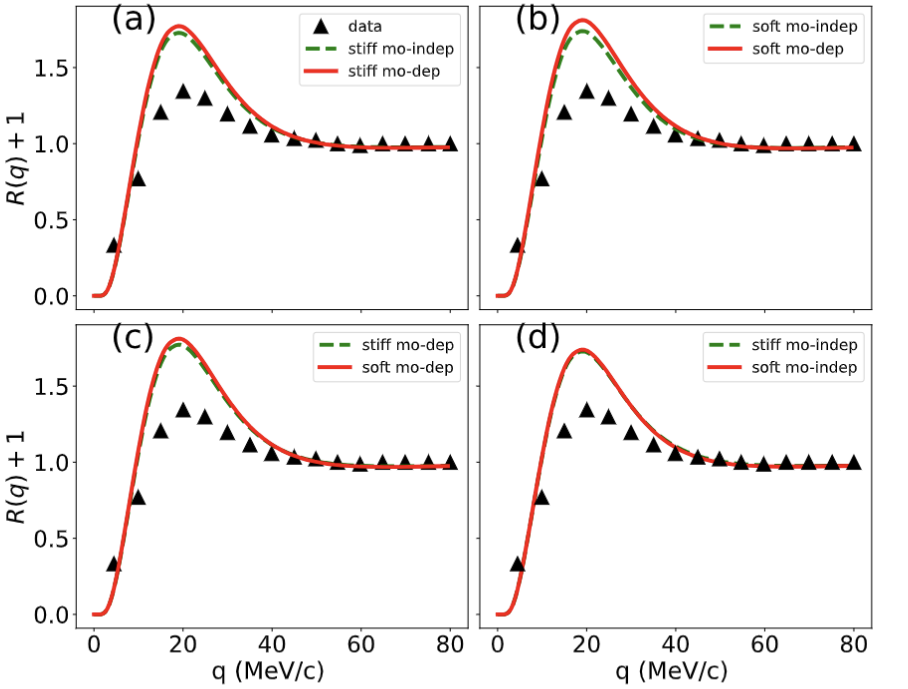 (a)
data
stiff mo-indep
stiff mo-dep
(b)
soft mo-indep
soft mo-dep
1.5
1.0
0.5
0.0
R(q) + 1
(c)
stiff mo-dep
soft mo-dep
(d)
stiff mo-indep
soft mo-indep
1.5
1.0
0.5
0.0
R(q) + 1
0 20 40 60 80
0 20 40 60 80
q (MeV/c)
q (MeV/c)